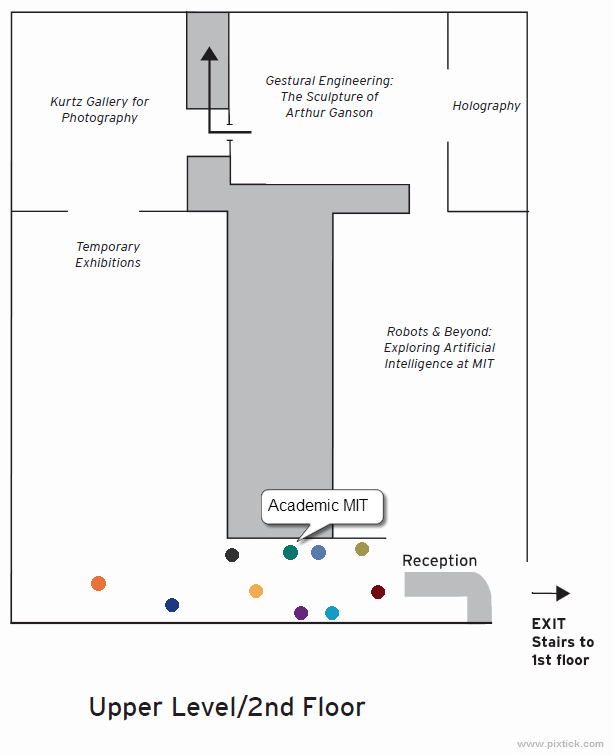 Kurtz Gallery for
Photography
Gestural Engineering:
The Sculpture of
Arthur Ganson
Holography
Temporary
Exhibitions
Robots & Beyond:
Exploring Artificial
Intelligence at MIT
Academic MIT
Reception
EXIT
Stairs to
1st floor
Upper Level/2nd Floor
www.pixtick.com